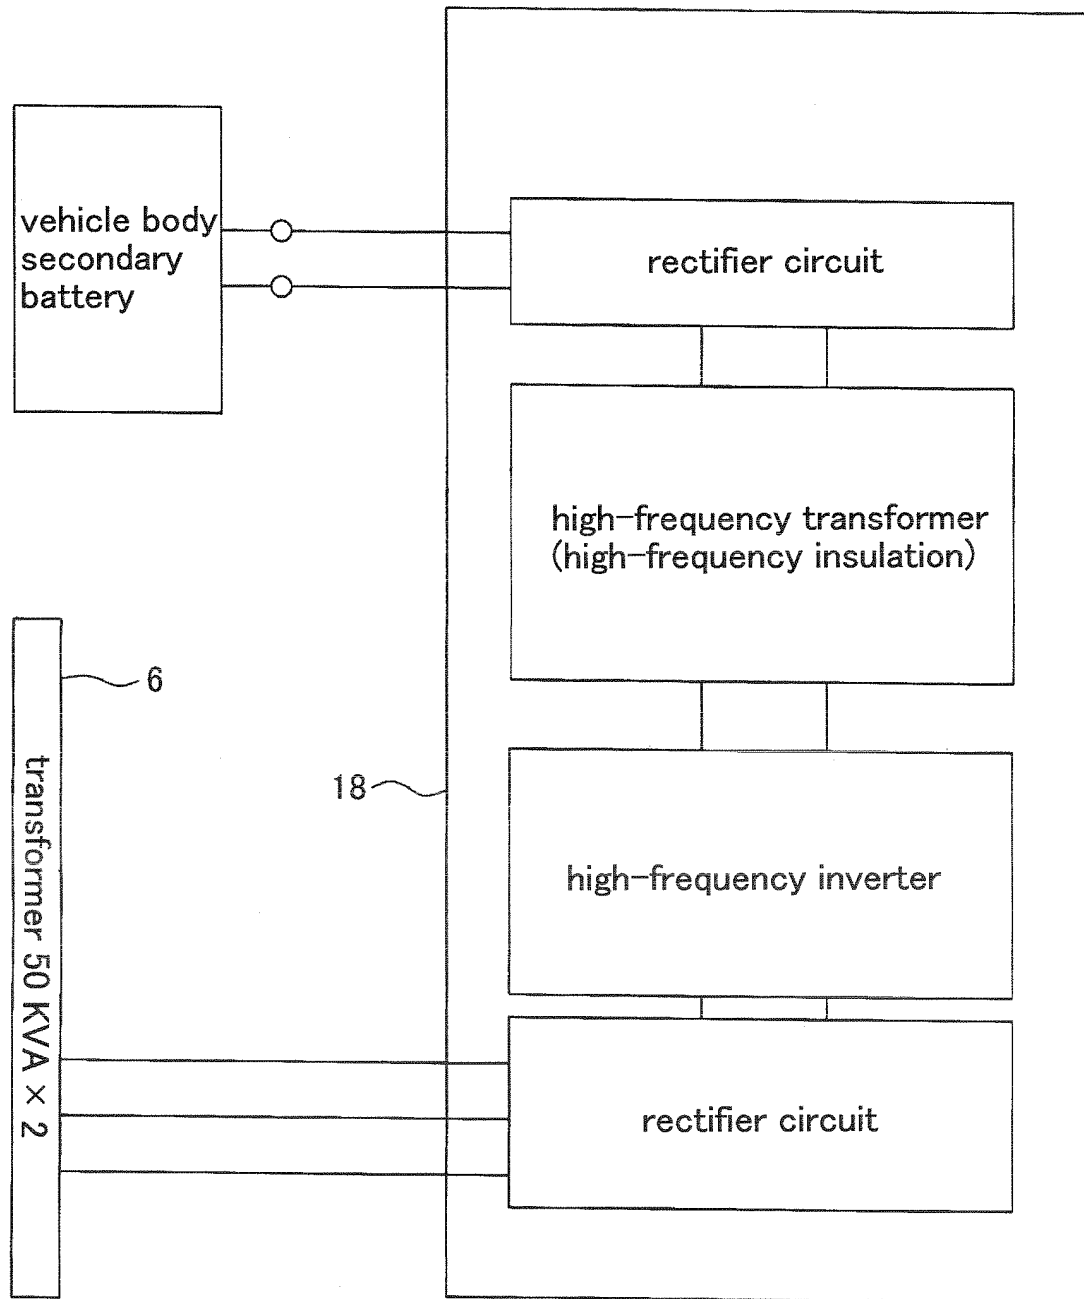 vehicle body
secondary
battery
rectifier circuit
high-frequency transformer
(high-frequency insulation)
6
18
transformer 50 KVA × 2
high-frequency inverter
rectifier circuit